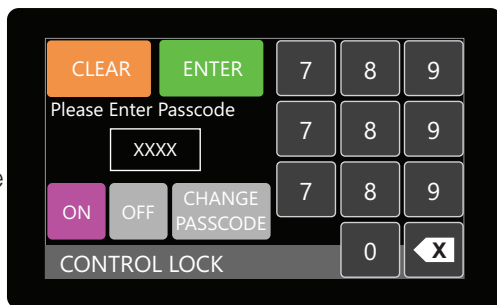 CLEAR ENTER 7 8 9
Please Enter Passcode
XXXX 7 8 9
e
ON OFF CHANGE PASSCODE 7 8 9
CONTROL LOCK 0 X